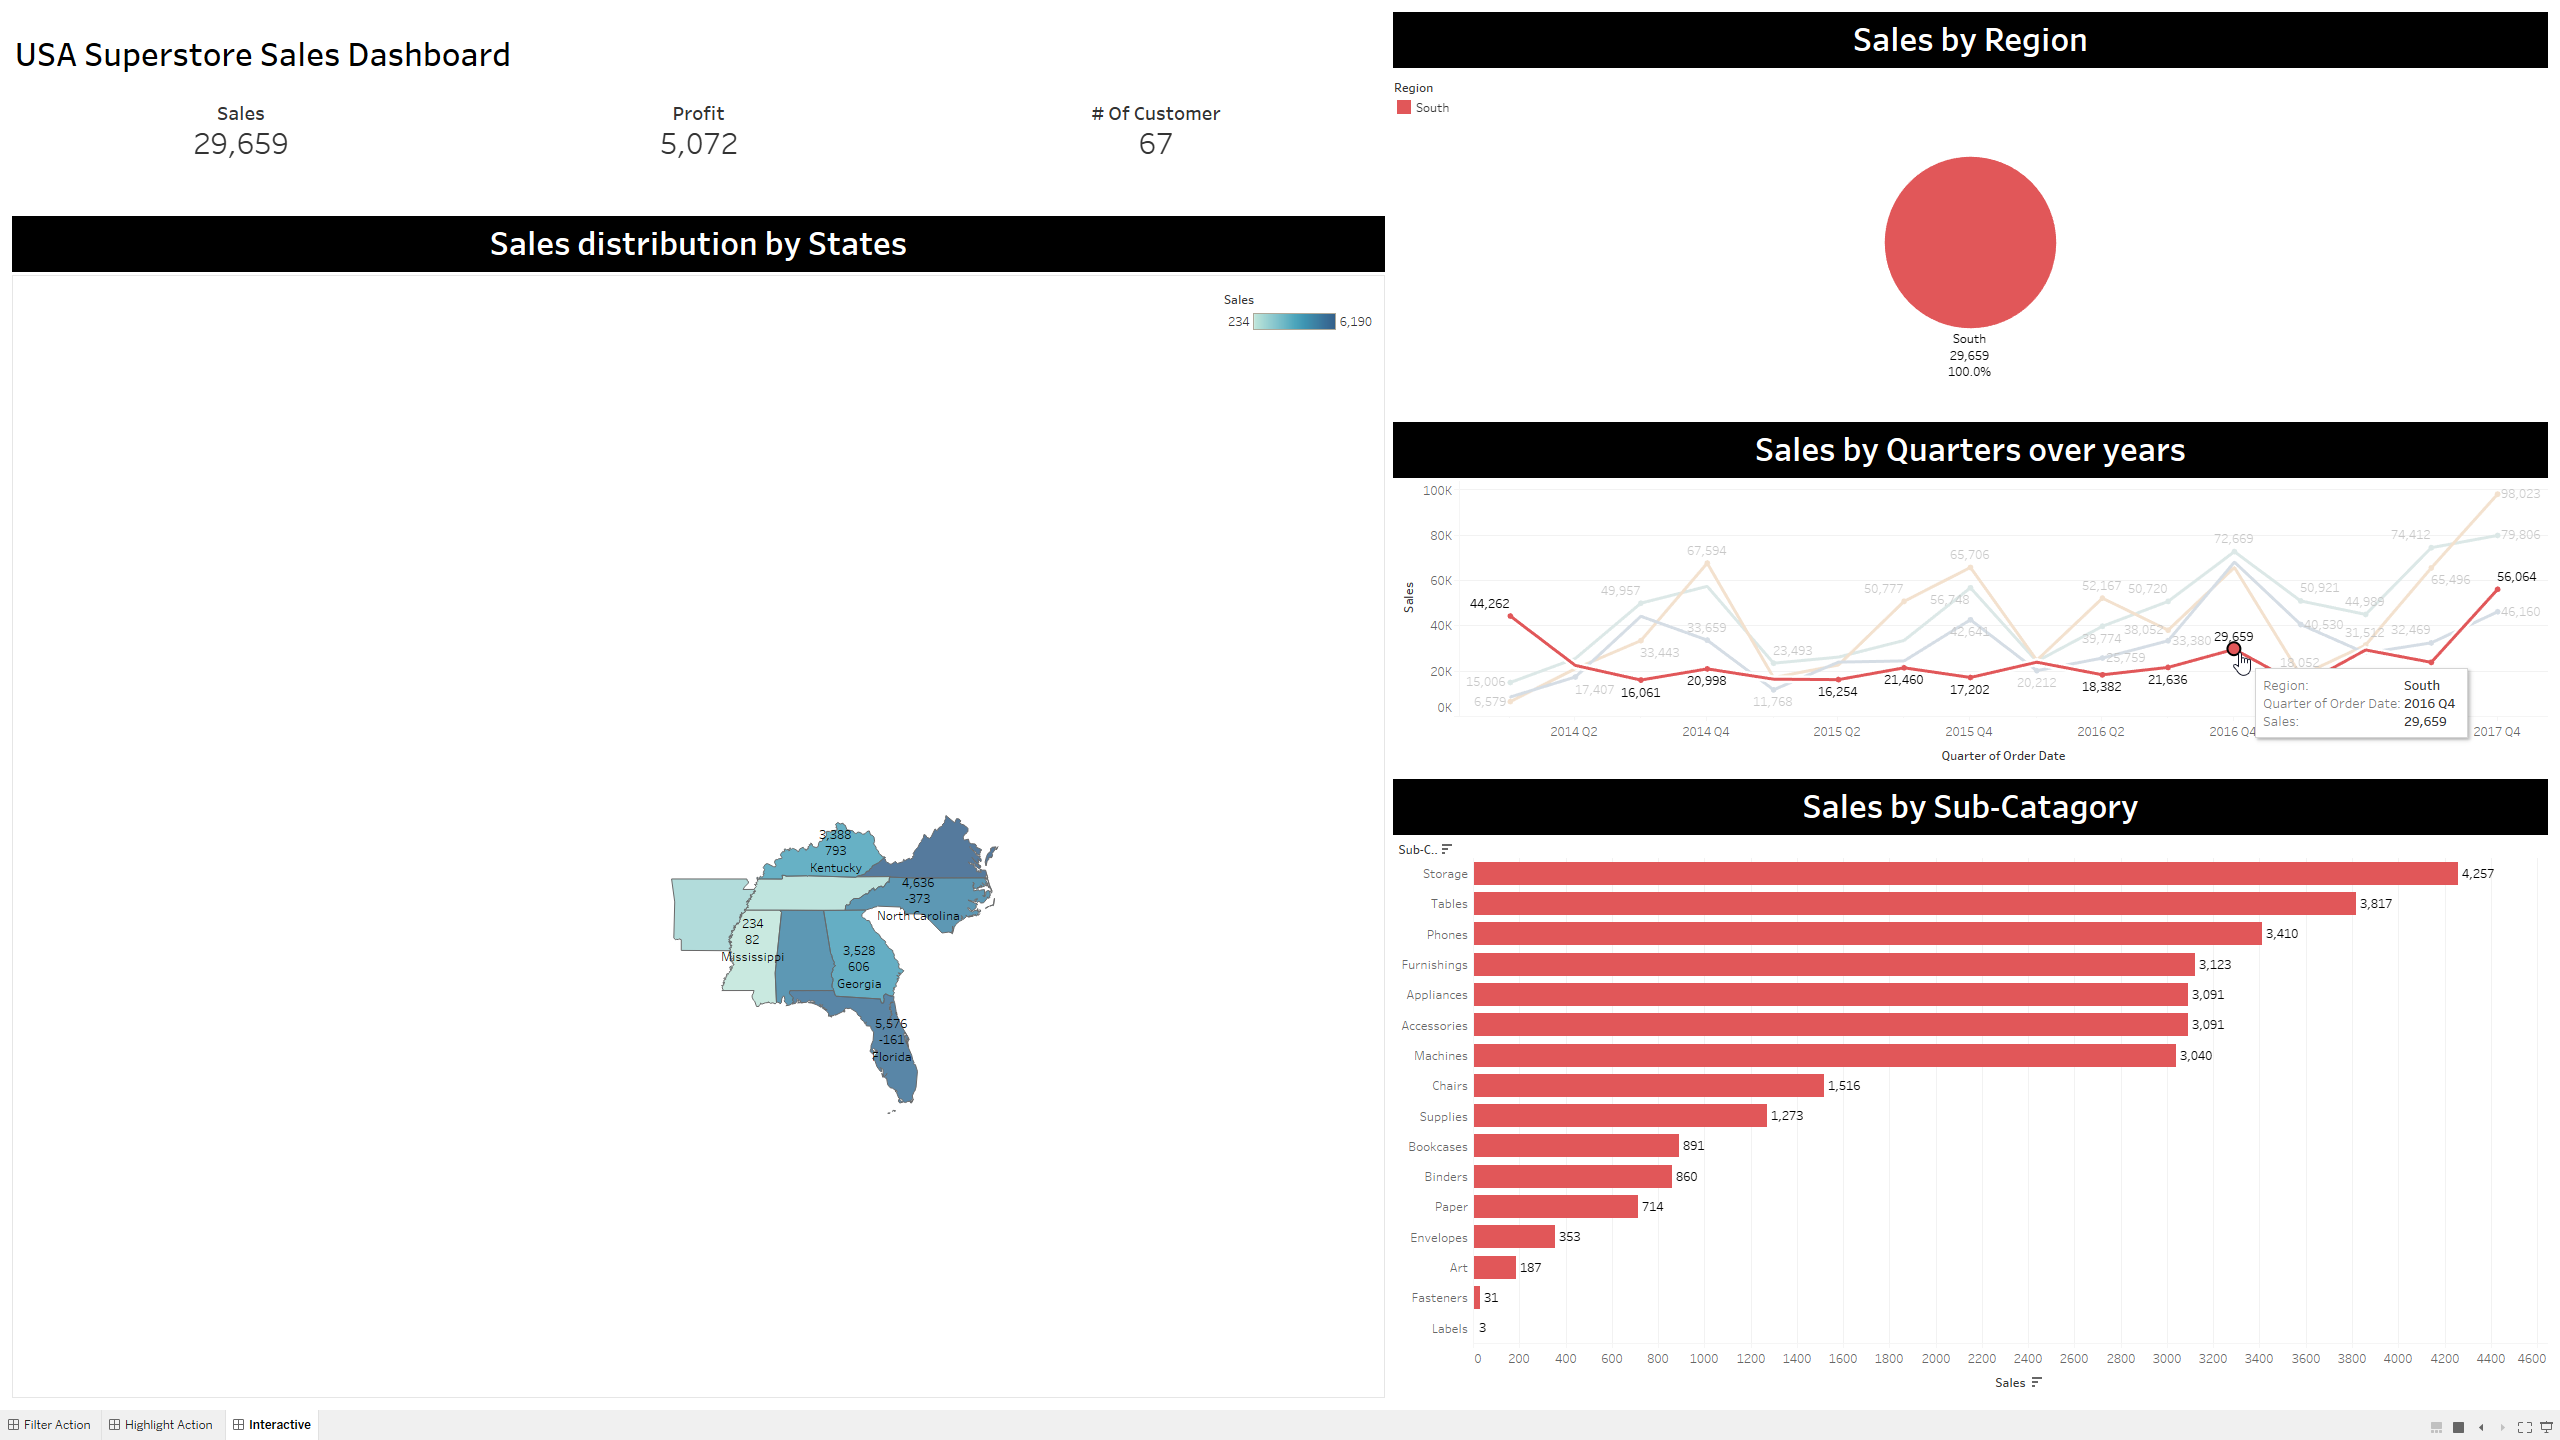 USA Superstore Sales Dashboard
Sales
29,659
Profit
5,072
# Of Customer
67
Sales distribution by States
Sales
234
6,190
3,388
793
Kentucky
4,636
-373
North Carolina
234
82
Mississippi
3,528
606
Georgia
5,576
-161
Florida
Sales by Region
Region
South
South
29,659
100.0%
Sales by Quarters over years
Sales
100K
80K
60K
40K
20K
0K
44,262
15,006
6,579
17,407
49,957
33,443
16,061
67,594
33,659
20,998
23,493
11,768
16,254
50,777
21,460
65,706
56,748
42,641
17,202
20,212
52,167
39,774
25,759
18,382
50,720
38,052
33,380
21,636
72,669
29,659
50,921
40,530
18,052
44,989
31,512
74,412
65,496
32,469
98,023
79,806
56,064
46,160
2014 Q2
2014 Q4
2015 Q2
2015 Q4
2016 Q2
2016 Q4
2017 Q4
Region: South
Quarter of Order Date: 2016 Q4
Sales: 29,659
Quarter of Order Date
Sales by Sub-Catagory
Sub-C..
Storage 4,257
Tables 3,817
Phones 3,410
Furnishings 3,123
Appliances 3,091
Accessories 3,091
Machines 3,040
Chairs 1,516
Supplies 1,273
Bookcases 891
Binders 860
Paper 714
Envelopes 353
Art 187
Fasteners 31
Labels 3
0 200 400 600 800 1000 1200 1400 1600 1800 2000 2200 2400 2600 2800 3000 3200 3400 3600 3800 4000 4200 4400 4600
Sales
Filter Action
Highlight Action
Interactive